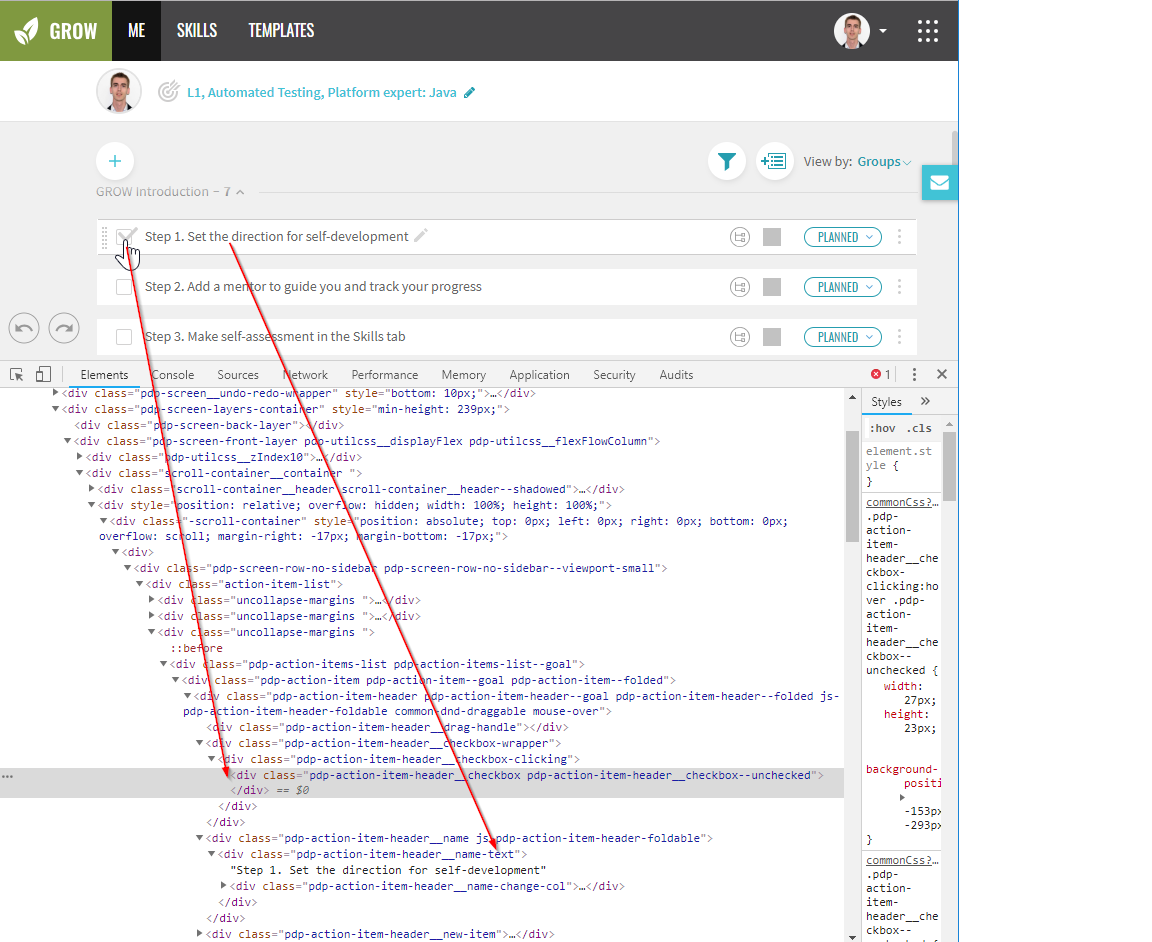 GROW ME SKILLS TEMPLATES
L1, Automated Testing, Platform expert: Java
View by: Groups
GROW Introduction – 7
Step 1. Set the direction for self-development PLANNED
Step 2. Add a mentor to guide you and track your progress PLANNED
Step 3. Make self-assessment in the Skills tab PLANNED
Elements Console Sources Network Performance Memory Application Security Audits 1
<div class="pdp-screen__undo-redo-wrapper" style="bottom: 10px;">…</div>
<div class="pdp-screen-layers-container" style="min-height: 239px;">
<div class="pdp-screen-back-layer"></div>
<div class="pdp-screen-front-layer pdp-utilcss__displayFlex pdp-utilcss__flexFlowColumn">
<div class="pdp-utilcss__zIndex10">…</div>
<div class="scroll-container__container ">
<div class="scroll-container__header scroll-container__header--shadowed">…</div>
<div style="position: relative; overflow: hidden; width: 100%; height: 100%;">
<div class="-scroll-container" style="position: absolute; top: 0px; left: 0px; right: 0px; bottom: 0px;
overflow: scroll; margin-right: -17px; margin-bottom: -17px;">
<div>
<div class="pdp-screen-row-no-sidebar pdp-screen-row-no-sidebar--viewport-small">
<div class="action-item-list">
<div class="uncollapse-margins ">…</div>
<div class="uncollapse-margins ">…</div>
<div class="uncollapse-margins ">
::before
<div class="pdp-action-items-list pdp-action-items-list--goal">
<div class="pdp-action-item pdp-action-item--goal pdp-action-item--folded">
<div class="pdp-action-item-header pdp-action-item-header--goal pdp-action-item-header--folded js-
pdp-action-item-header-foldable common-dnd-draggable mouse-over">
<div class="pdp-action-item-header__drag-handle"></div>
<div class="pdp-action-item-header__checkbox-wrapper">
<div class="pdp-action-item-header__checkbox-clicking">
… <div class="pdp-action-item-header__checkbox pdp-action-item-header__checkbox--unchecked">
</div> == $0
</div>
</div>
<div class="pdp-action-item-header__name js-pdp-action-item-header-foldable">
<div class="pdp-action-item-header__name-text">
"Step 1. Set the direction for self-development"
<div class="pdp-action-item-header__name-change-col">…</div>
</div>
</div>
<div class="pdp-action-item-header__new-item">…</div>
Styles »
:hov .cls
element.st
yle {
}
commonCss?…
.pdp-
action-
item-
header__che
ckbox-
clicking:ho
ver .pdp-
action-
item-
header__che
ckbox--
unchecked {
width:
27px;
height:
23px;
background-
positi
-153px
-293px
}
commonCss?…
.pdp-
action-
item-
header__che
ckbox--